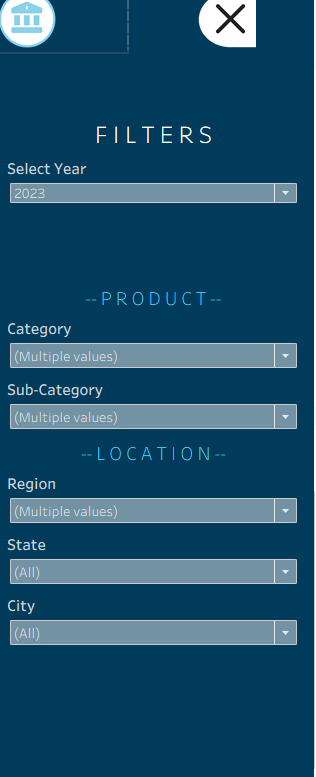 FILTERS
Select Year
2023
--PRODUCT--
Category
(Multiple values)
Sub-Category
(Multiple values)
--LOCATION--
Region
(Multiple values)
State
(All)
City
(All)